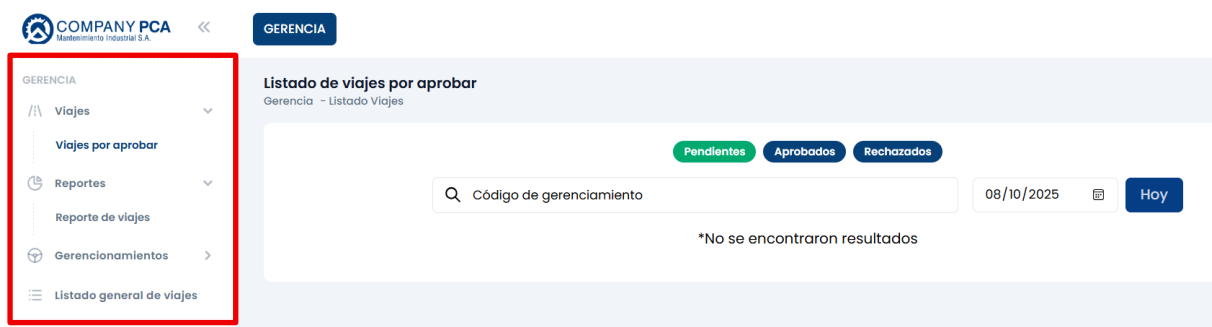 COMPANY PCA
Mantenimiento Industrial S.A.
GERENCIA
GERENCIA
Viajes
Viajes por aprobar
Reportes
Reporte de viajes
Gerencionamientos
Listado general de viajes
Listado de viajes por aprobar
Gerencia - Listado Viajes
Pendientes Aprobados Rechazados
Código de gerenciamiento 08/10/2025 Hoy
*No se encontraron resultados